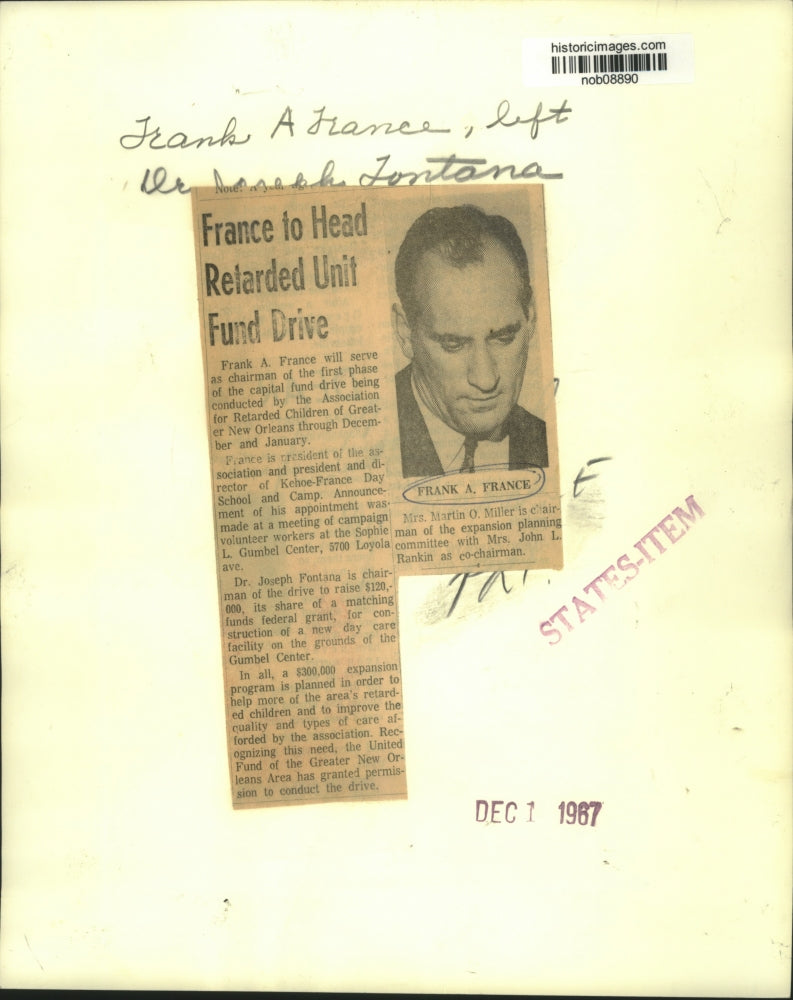 historicimages.com
nob08890
Frank A France, left
Dr Joseph Fontana
France to Head
Retarded Unit
Fund Drive
Frank A. France will serve
as chairman of the first phase
of the capital fund drive being
conducted by the Association
for Retarded Children of Great-
er New Orleans through Decem-
ber and January.
France is president of the as-
sociation and president and di-
rector of Kehoe-France Day
School and Camp. Announce-
ment of his appointment was
made at a meeting of campaign
volunteer workers at the Sophie
L. Gumbel Center, 5700 Loyola
ave.
Dr. Joseph Fontana is chair-
man of the drive to raise $120,-
000, its share of a matching
funds federal grant, for con-
struction of a new day care
facility on the grounds of the
Gumbel Center.
In all, a $300,000 expansion
program is planned in order to
help more of the area's retard-
ed children and to improve the
quality and types of care af-
forded by the association. Rec-
ognizing this need, the United
Fund of the Greater New Or-
leans Area has granted permis-
sion to conduct the drive.
FRANK A. FRANCE
Mrs. Martin O. Miller is chair-
man of the expansion planning
committee with Mrs. John L.
Rankin as co-chairman.
STATES-ITEM
DEC 1 1967